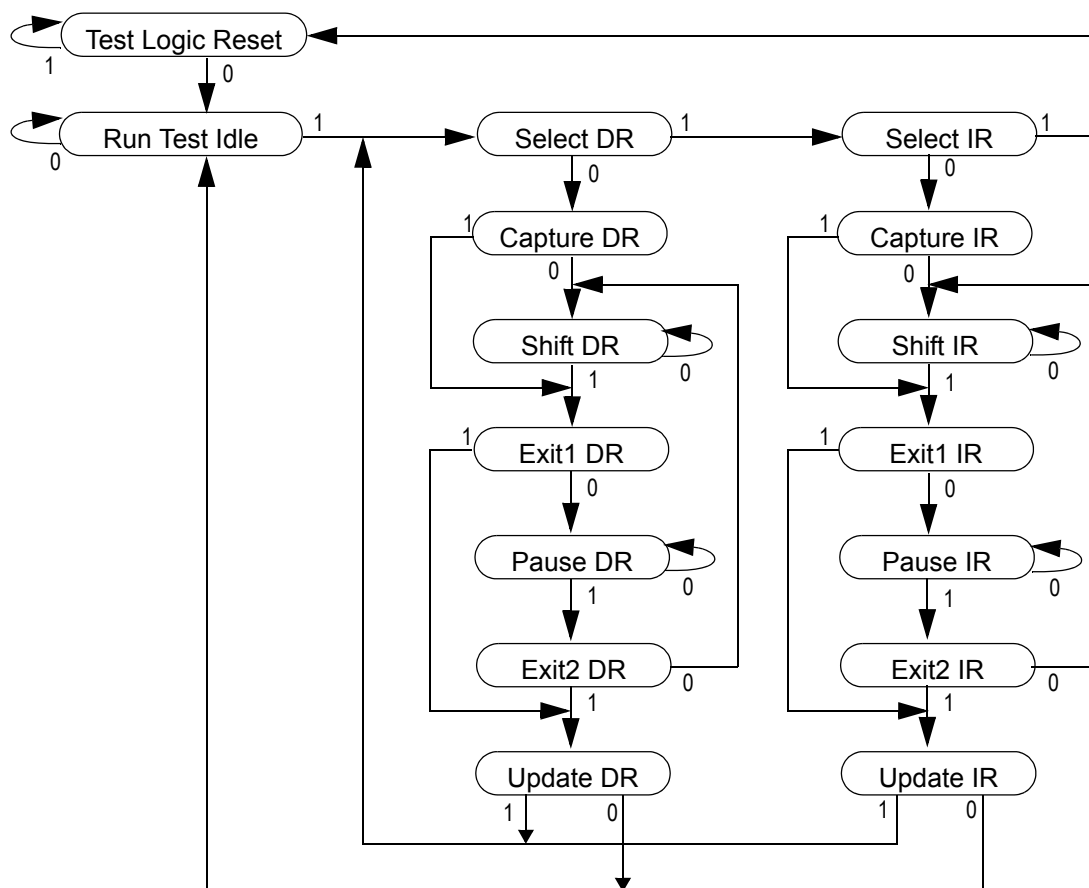 Test Logic Reset
1
0
Run Test Idle
1
Select DR
1
Select IR
1
0
0
0
1
Capture DR
1
Capture IR
0
0
Shift DR
Shift IR
0
0
1
1
1
Exit1 DR
1
Exit1 IR
0
0
Pause DR
Pause IR
0
0
1
1
Exit2 DR
Exit2 IR
0
0
1
1
Update DR
Update IR
1
0
1
0